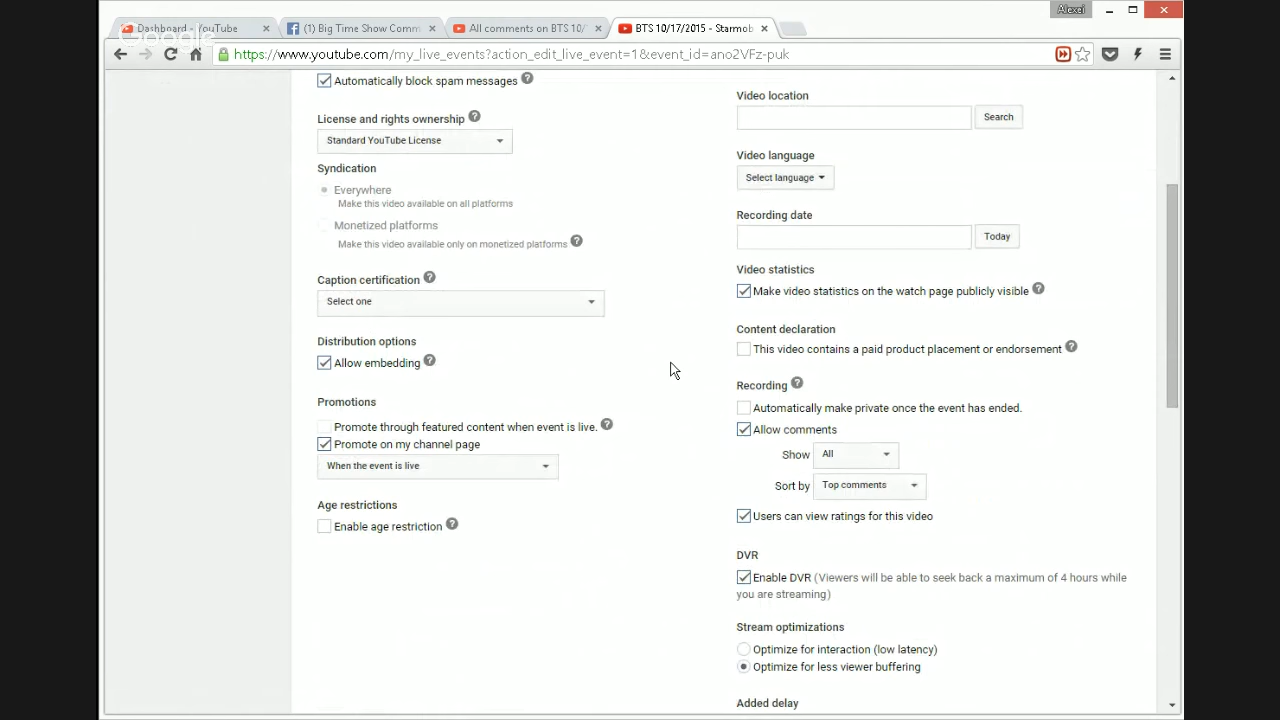 Alexei
Dashboard - YouTube
(1) Big Time Show Comm
All comments on BTS 10/
BTS 10/17/2015 - Starmob
Google
https://www.youtube.com/my_live_events?action_edit_live_event=1&event_id=ano2VFz-puk
Automatically block spam messages
License and rights ownership
Standard YouTube License
Syndication
Everywhere
Make this video available on all platforms
Monetized platforms
Make this video available only on monetized platforms
Caption certification
Select one
Distribution options
Allow embedding
Promotions
Promote through featured content when event is live.
Promote on my channel page
When the event is live
Age restrictions
Enable age restriction
Video location
Search
Video language
Select language
Recording date
Today
Video statistics
Make video statistics on the watch page publicly visible
Content declaration
This video contains a paid product placement or endorsement
Recording
Automatically make private once the event has ended.
Allow comments
Show All
Sort by Top comments
Users can view ratings for this video
DVR
Enable DVR (Viewers will be able to seek back a maximum of 4 hours while
you are streaming)
Stream optimizations
Optimize for interaction (low latency)
Optimize for less viewer buffering
Added delay